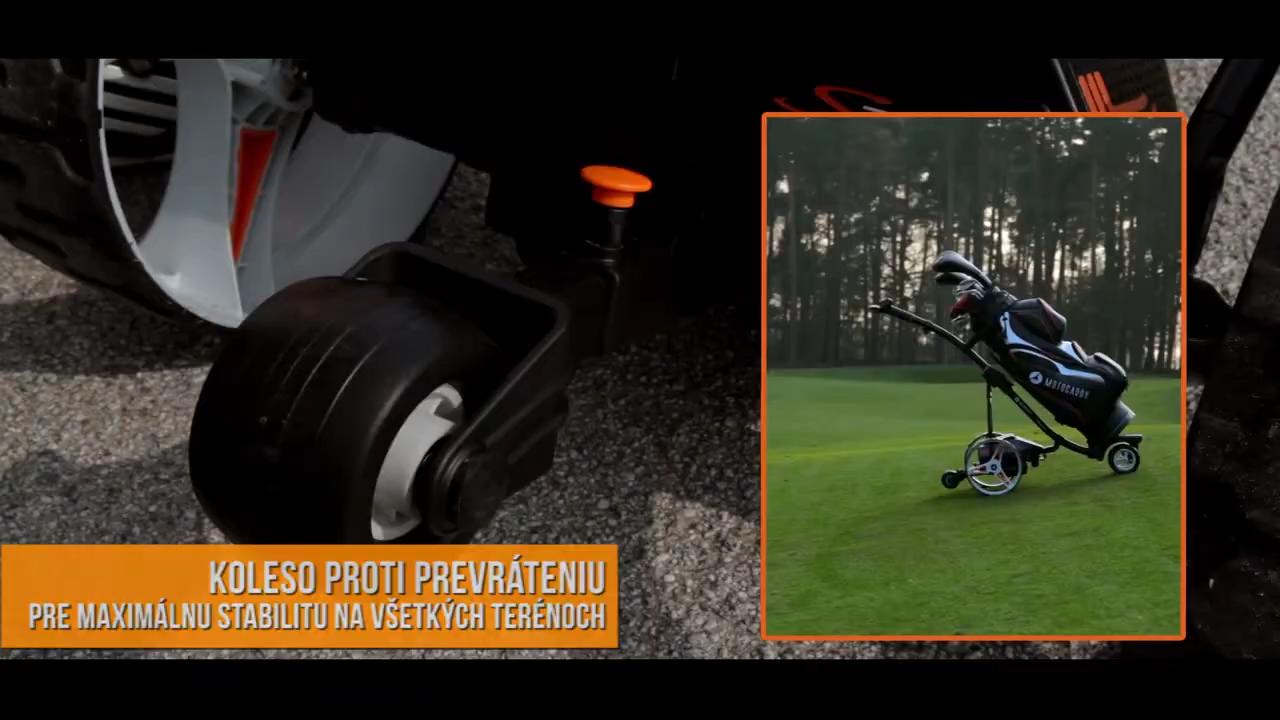 KOLESO PROTI PREVRÁTENIU
PRE MAXIMÁLNU STABILITU NA VŠETKÝCH TERÉNOCH
MOTOCADDY